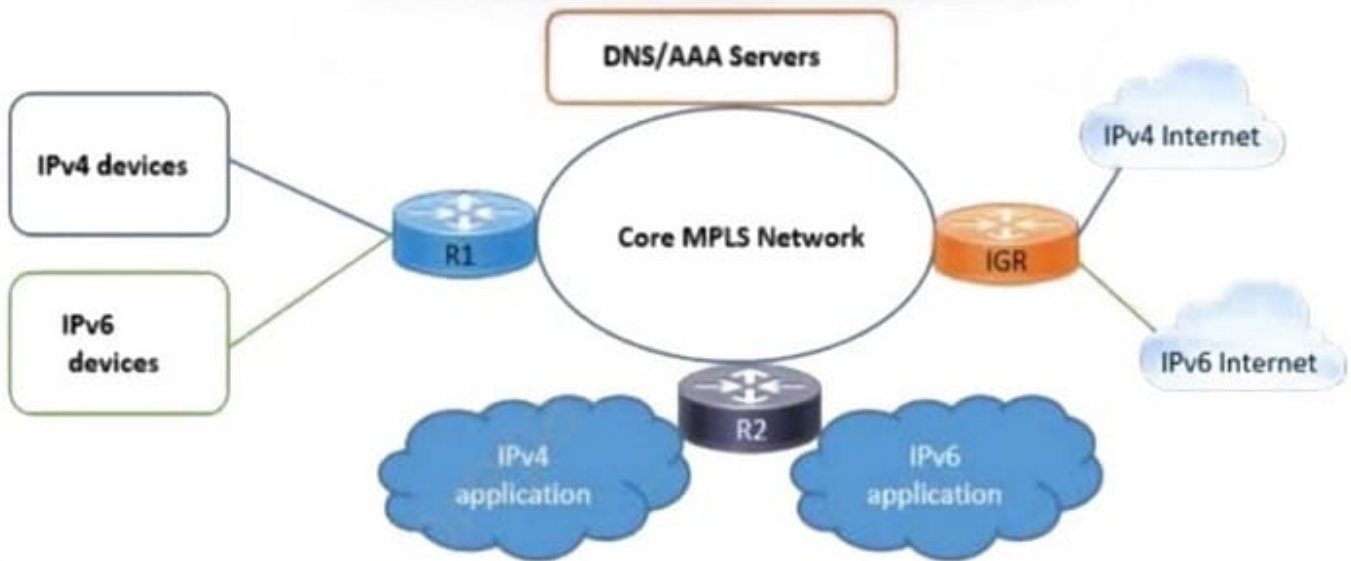 DNS/AAA Servers
IPv4 devices
IPv4 Internet
R1
Core MPLS Network
IGR
IPv6
devices
IPv6 Internet
R2
IPv4
application
IPv6
application